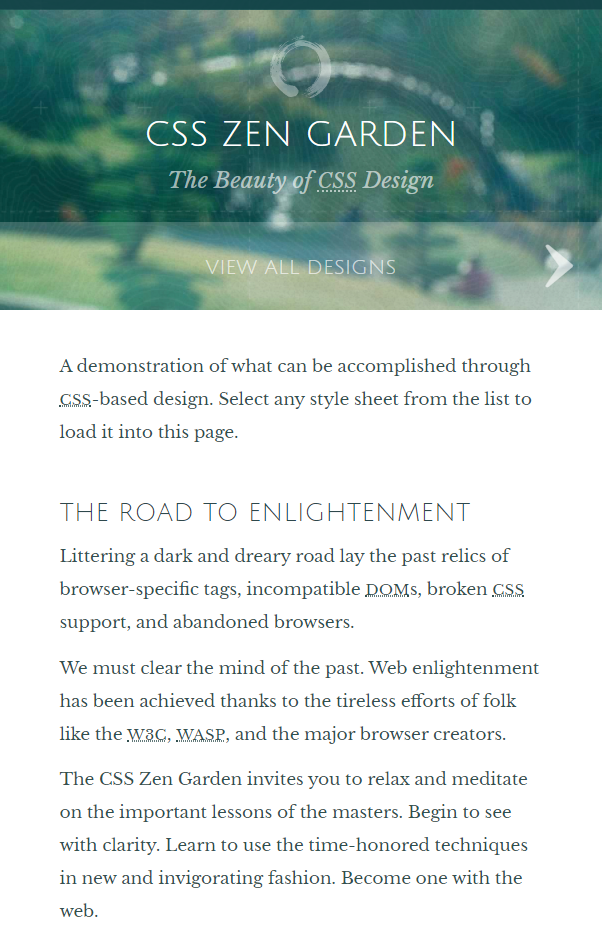 CSS ZEN GARDEN
The Beauty of CSS Design
VIEW ALL DESIGNS
A demonstration of what can be accomplished through
CSS-based design. Select any style sheet from the list to
load it into this page.
THE ROAD TO ENLIGHTENMENT
Littering a dark and dreary road lay the past relics of
browser-specific tags, incompatible DOMs, broken CSS
support, and abandoned browsers.
We must clear the mind of the past. Web enlightenment
has been achieved thanks to the tireless efforts of folk
like the W3C, WASP, and the major browser creators.
The CSS Zen Garden invites you to relax and meditate
on the important lessons of the masters. Begin to see
with clarity. Learn to use the time-honored techniques
in new and invigorating fashion. Become one with the
web.